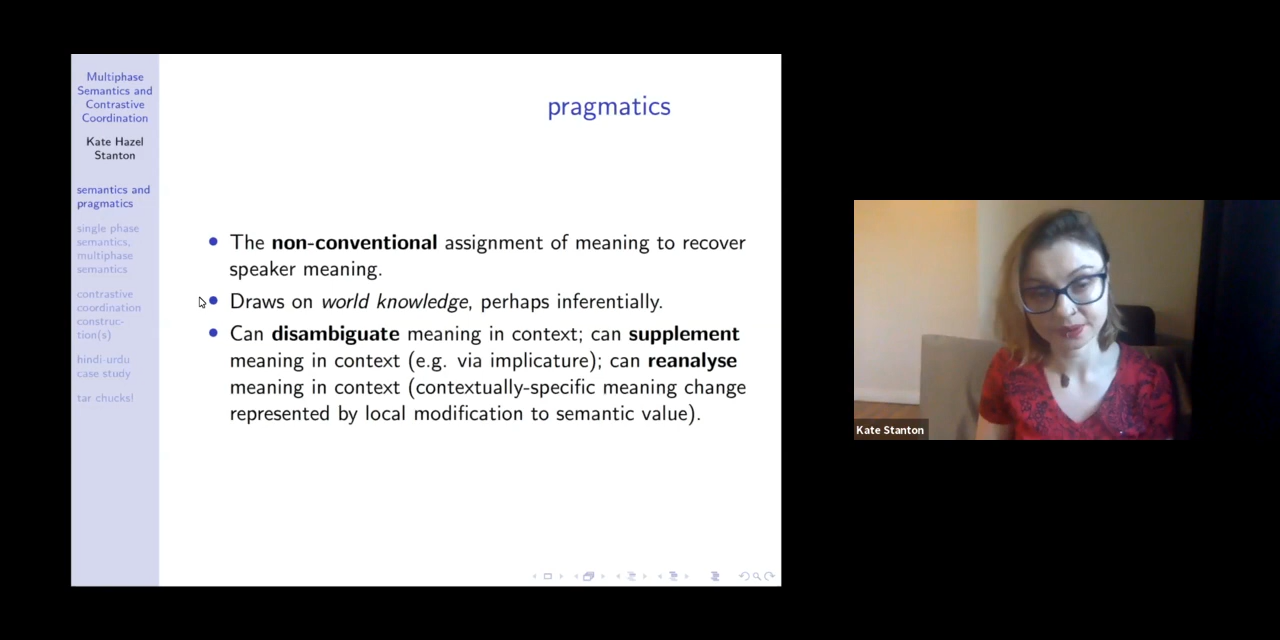 Multiphase
Semantics and
Contrastive
Coordination
Kate Hazel
Stanton
semantics and
pragmatics
single phase
semantics,
multiphase
semantics
contrastive
coordination
construc-
tion(s)
hindi-urdu
case study
tar chucks!
pragmatics
The non-conventional assignment of meaning to recover
speaker meaning.
Draws on world knowledge, perhaps inferentially.
Can disambiguate meaning in context; can supplement
meaning in context (e.g. via implicature); can reanalyse
meaning in context (contextually-specific meaning change
represented by local modification to semantic value).
Kate Stanton